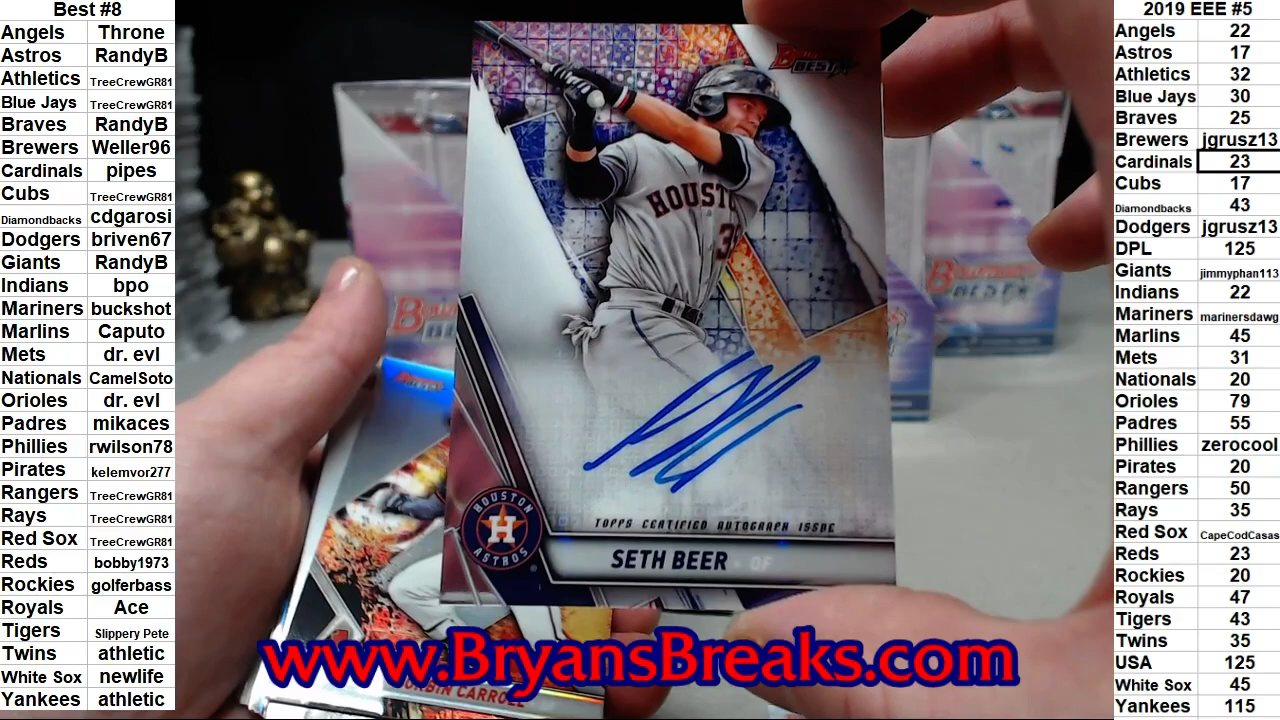 Best #8
Angels Throne
Astros RandyB
Athletics TreeCrewGR81
Blue Jays TreeCrewGR81
Braves RandyB
Brewers Weller96
Cardinals pipes
Cubs TreeCrewGR81
Diamondbacks cdgarosi
Dodgers briven67
Giants RandyB
Indians bpo
Mariners buckshot
Marlins Caputo
Mets dr. evl
Nationals CamelSoto
Orioles dr. evl
Padres mikaces
Phillies rwilson78
Pirates kelemvor277
Rangers TreeCrewGR81
Rays TreeCrewGR81
Red Sox TreeCrewGR81
Reds bobby1973
Rockies golferbass
Royals Ace
Tigers Slippery Pete
Twins athletic
White Sox newlife
Yankees athletic
BEST
HOUSTON
HOUSTON
H
ASTROS
TOPPS CERTIFIED AUTOGRAPH ISSUE
SETH BEER OF
CARROLL
www.BryansBreaks.com
2019 EEE #5
Angels 22
Astros 17
Athletics 32
Blue Jays 30
Braves 25
Brewers jgrusz13
Cardinals 23
Cubs 17
Diamondbacks 43
Dodgers jgrusz13
DPL 125
Giants jimmyphan113
Indians 22
Mariners marinersdawg
Marlins 45
Mets 31
Nationals 20
Orioles 79
Padres 55
Phillies zerocool
Pirates 20
Rangers 50
Rays 35
Red Sox CapeCodCasas
Reds 23
Rockies 20
Royals 47
Tigers 43
Twins 35
USA 125
White Sox 45
Yankees 115